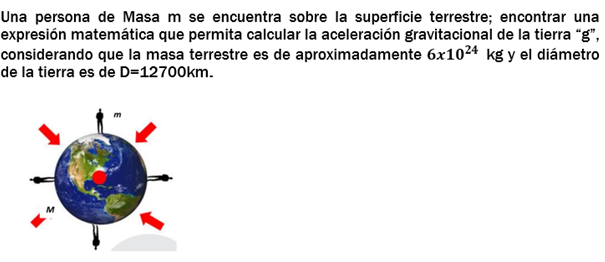 Una persona de Masa m se encuentra sobre la superficie terrestre; encontrar una
expresión matemática que permita calcular la aceleración gravitacional de la tierra “g”,
considerando que la masa terrestre es de aproximadamente 6x10²⁴ kg y el diámetro
de la tierra es de D=12700km.
m
M